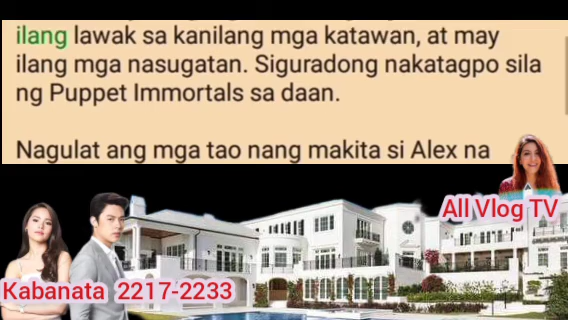 ilang lawak sa kanilang mga katawan, at may
ilang mga nasugatan. Siguradong nakatagpo sila
ng Puppet Immortals sa daan.
Nagulat ang mga tao nang makita si Alex na
All Vlog TV
Kabanata 2217-2233